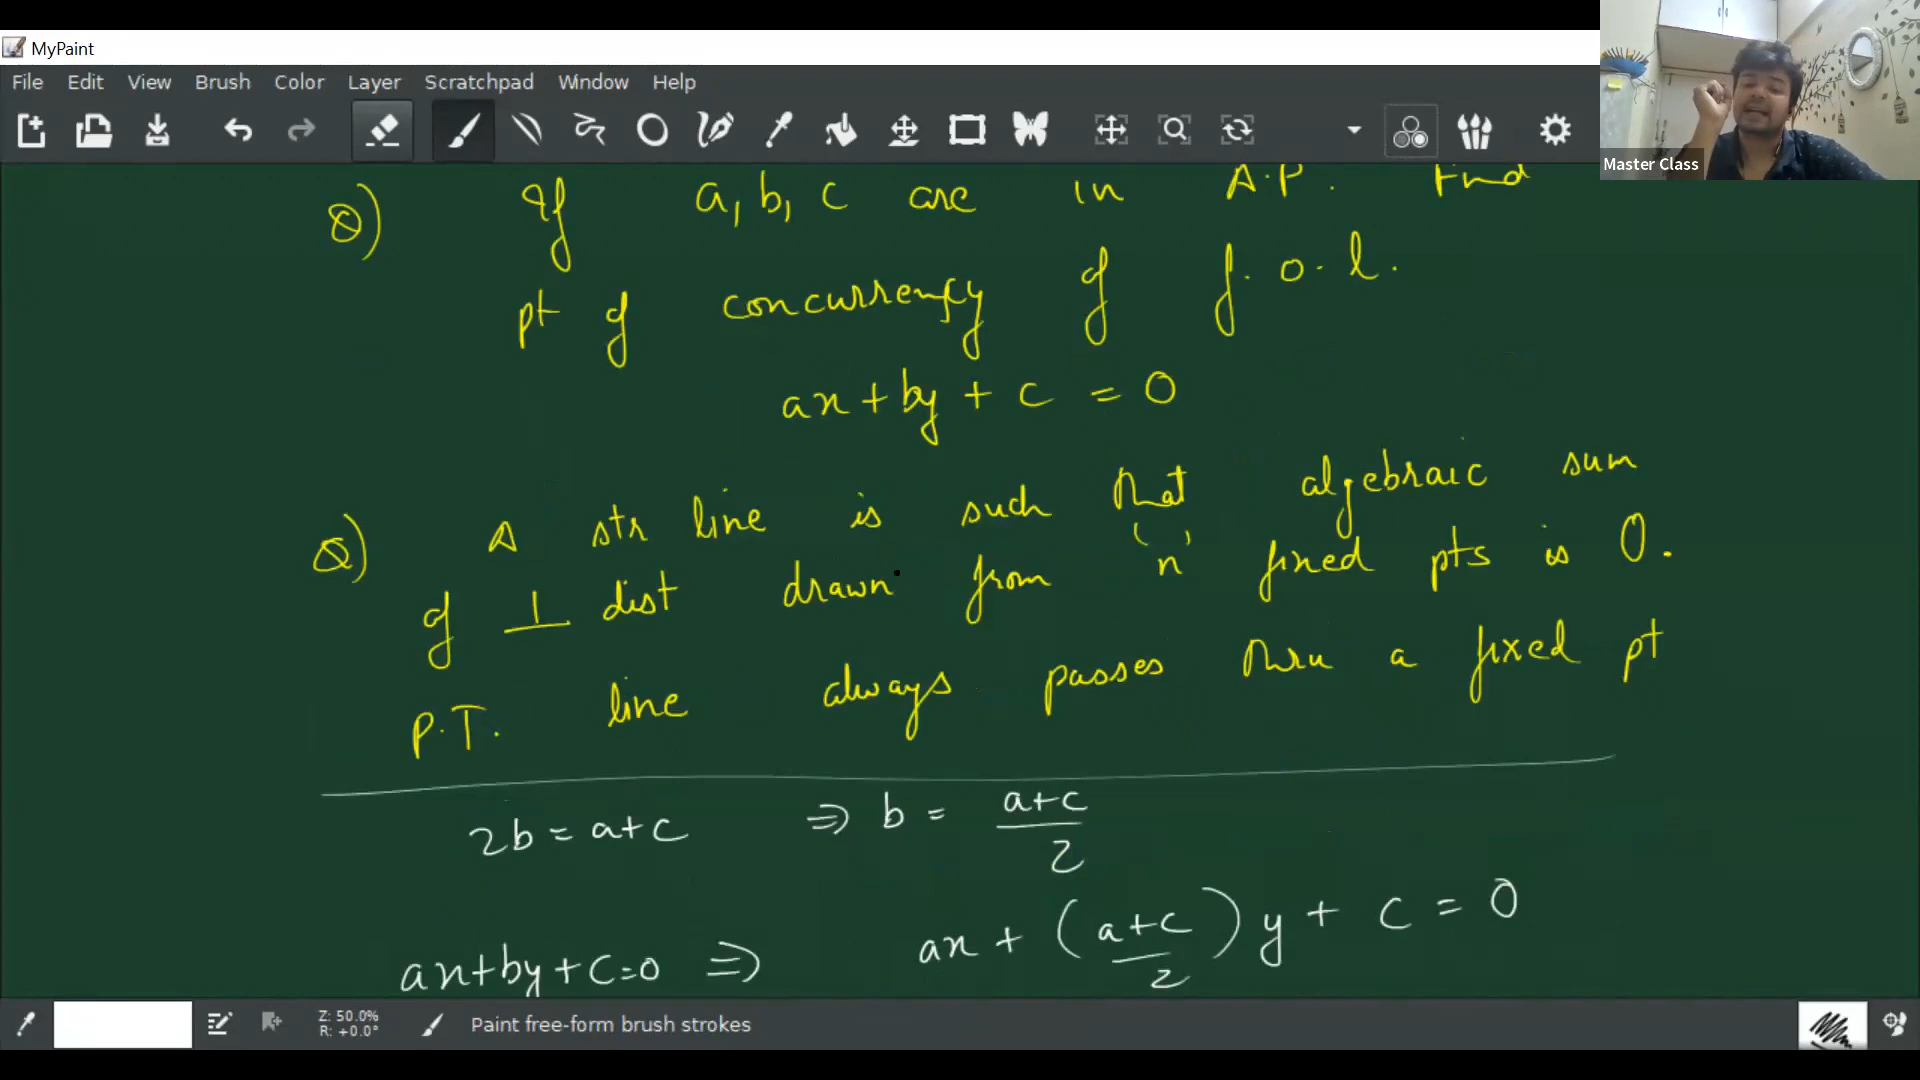 MyPaint
File Edit View Brush Color Layer Scratchpad Window Help
Master Class
Q) If a, b, c are in A.P. Find
pt of concurrency of f.o.l.
ax+by+c = 0
Q) A str line is such that algebraic sum
of ⊥ dist drawn from 'n' fixed pts is 0.
P.T. line always passes thru a fixed pt
2b = a+c ⇒ b = a+c/2
ax+by+c=0 ⇒ ax + (a+c/2)y + c = 0
Z: 50.0%
R: +0.0°
Paint free-form brush strokes